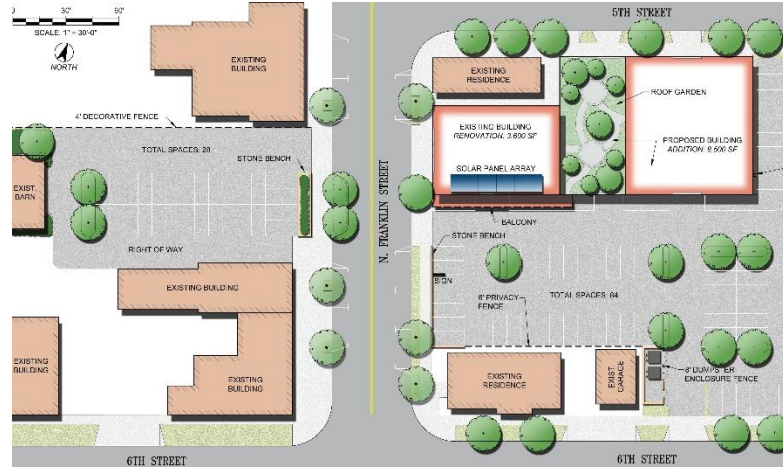 0 30' 60' 90'
SCALE: 1" = 30'-0"
NORTH
EXISTING
BUILDING
4' DECORATIVE FENCE
TOTAL SPACES: 28
STONE BENCH
EXIST.
BARN
RIGHT OF WAY
EXISTING BUILDING
EXISTING
BUILDING
EXISTING
BUILDING
6TH STREET
N. FRANKLIN STREET
5TH STREET
EXISTING
RESIDENCE
ROOF GARDEN
EXISTING BUILDING
RENOVATION: 3,600 SF
SOLAR PANEL ARRAY
PROPOSED BUILDING
ADDITION: 8,500 SF
BALCONY
STONE BENCH
SIGN
TOTAL SPACES: 64
6' PRIVACY
FENCE
EXISTING
RESIDENCE
EXIST.
GARAGE
8' DUMPSTER
ENCLOSURE FENCE
6TH STREET